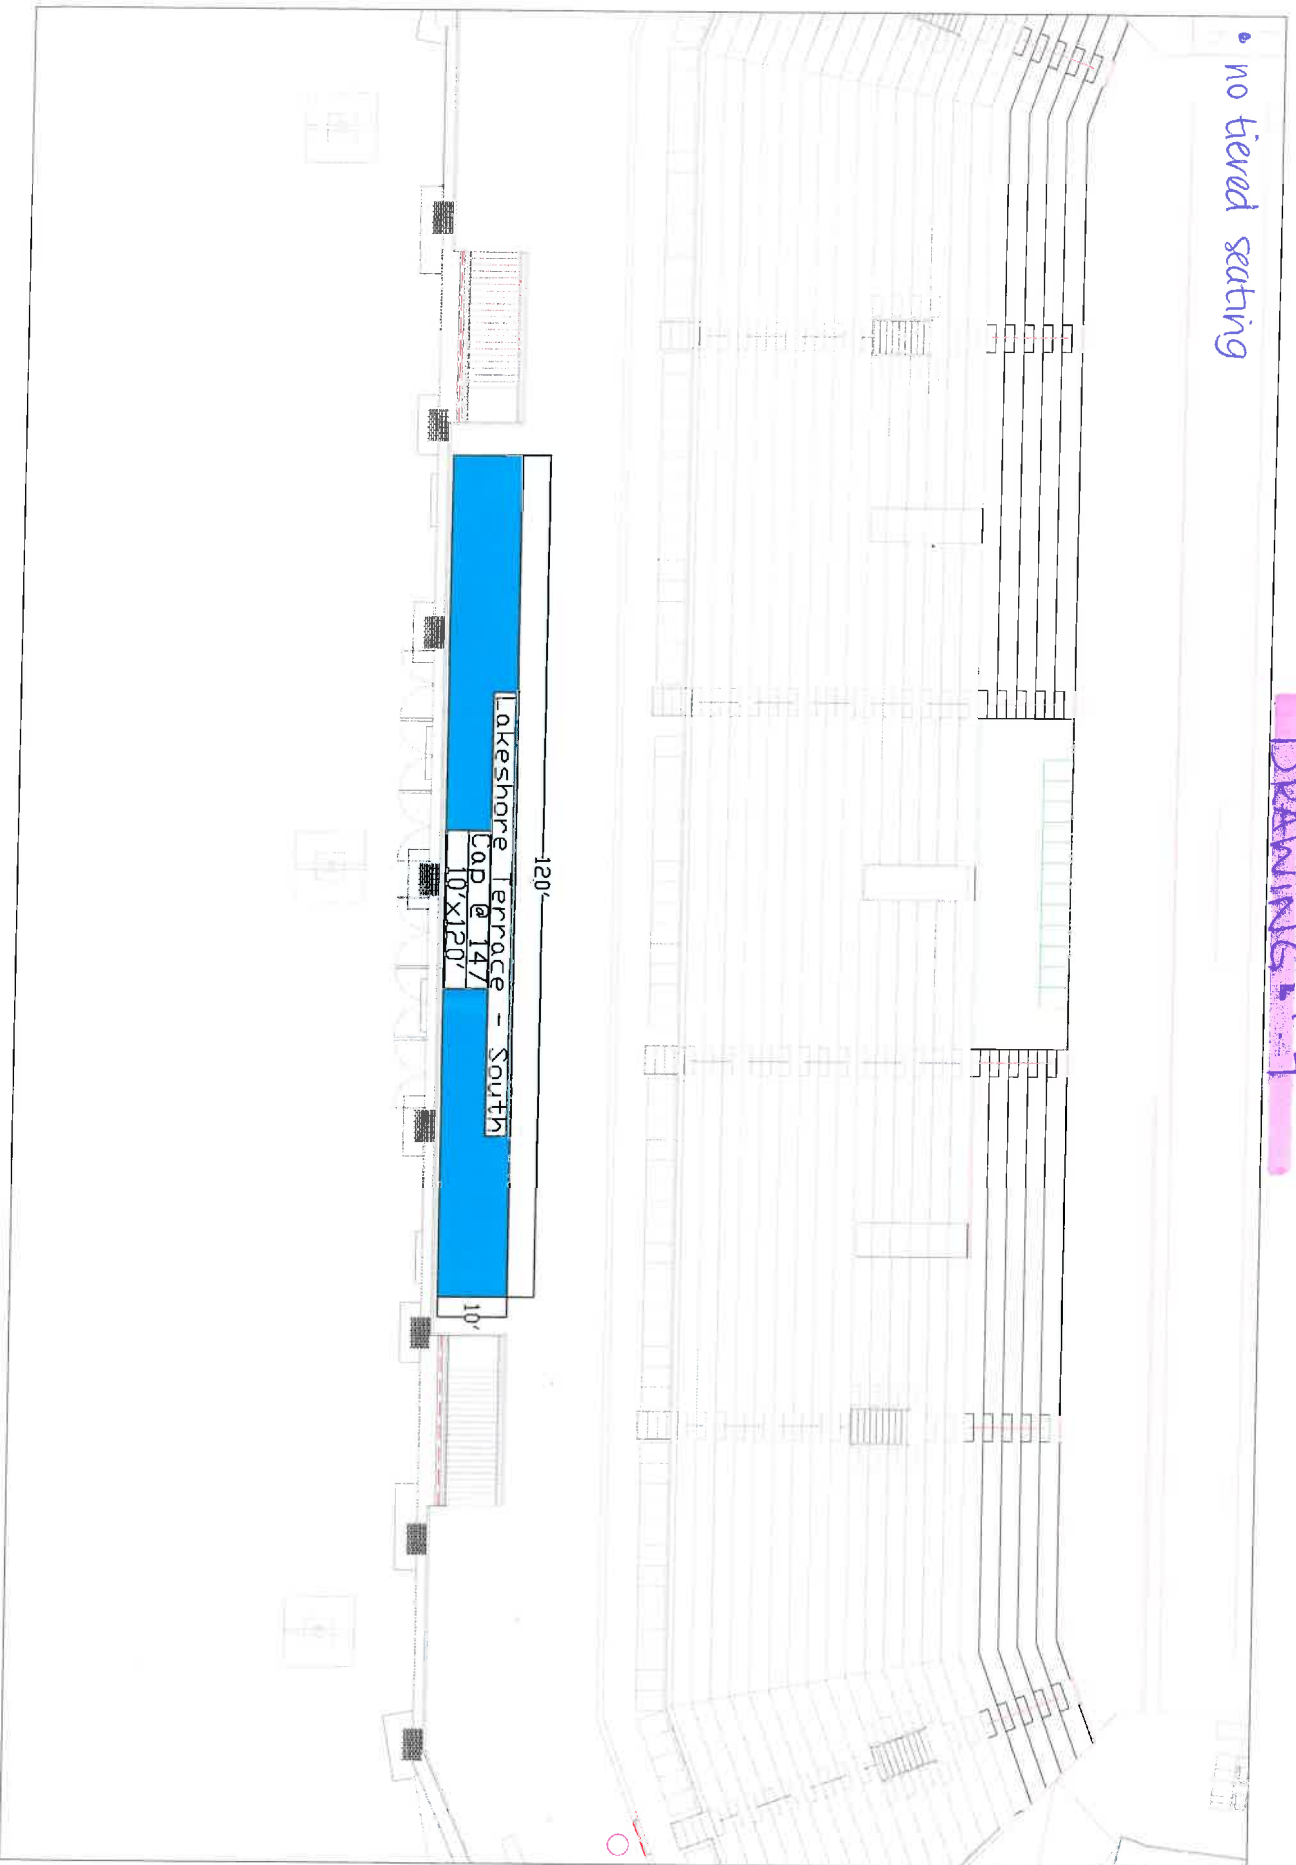 DRAWING
• no tiered seating
120'
Lakeshore Terrace - South
Cap @ 147
10'x120'
10'